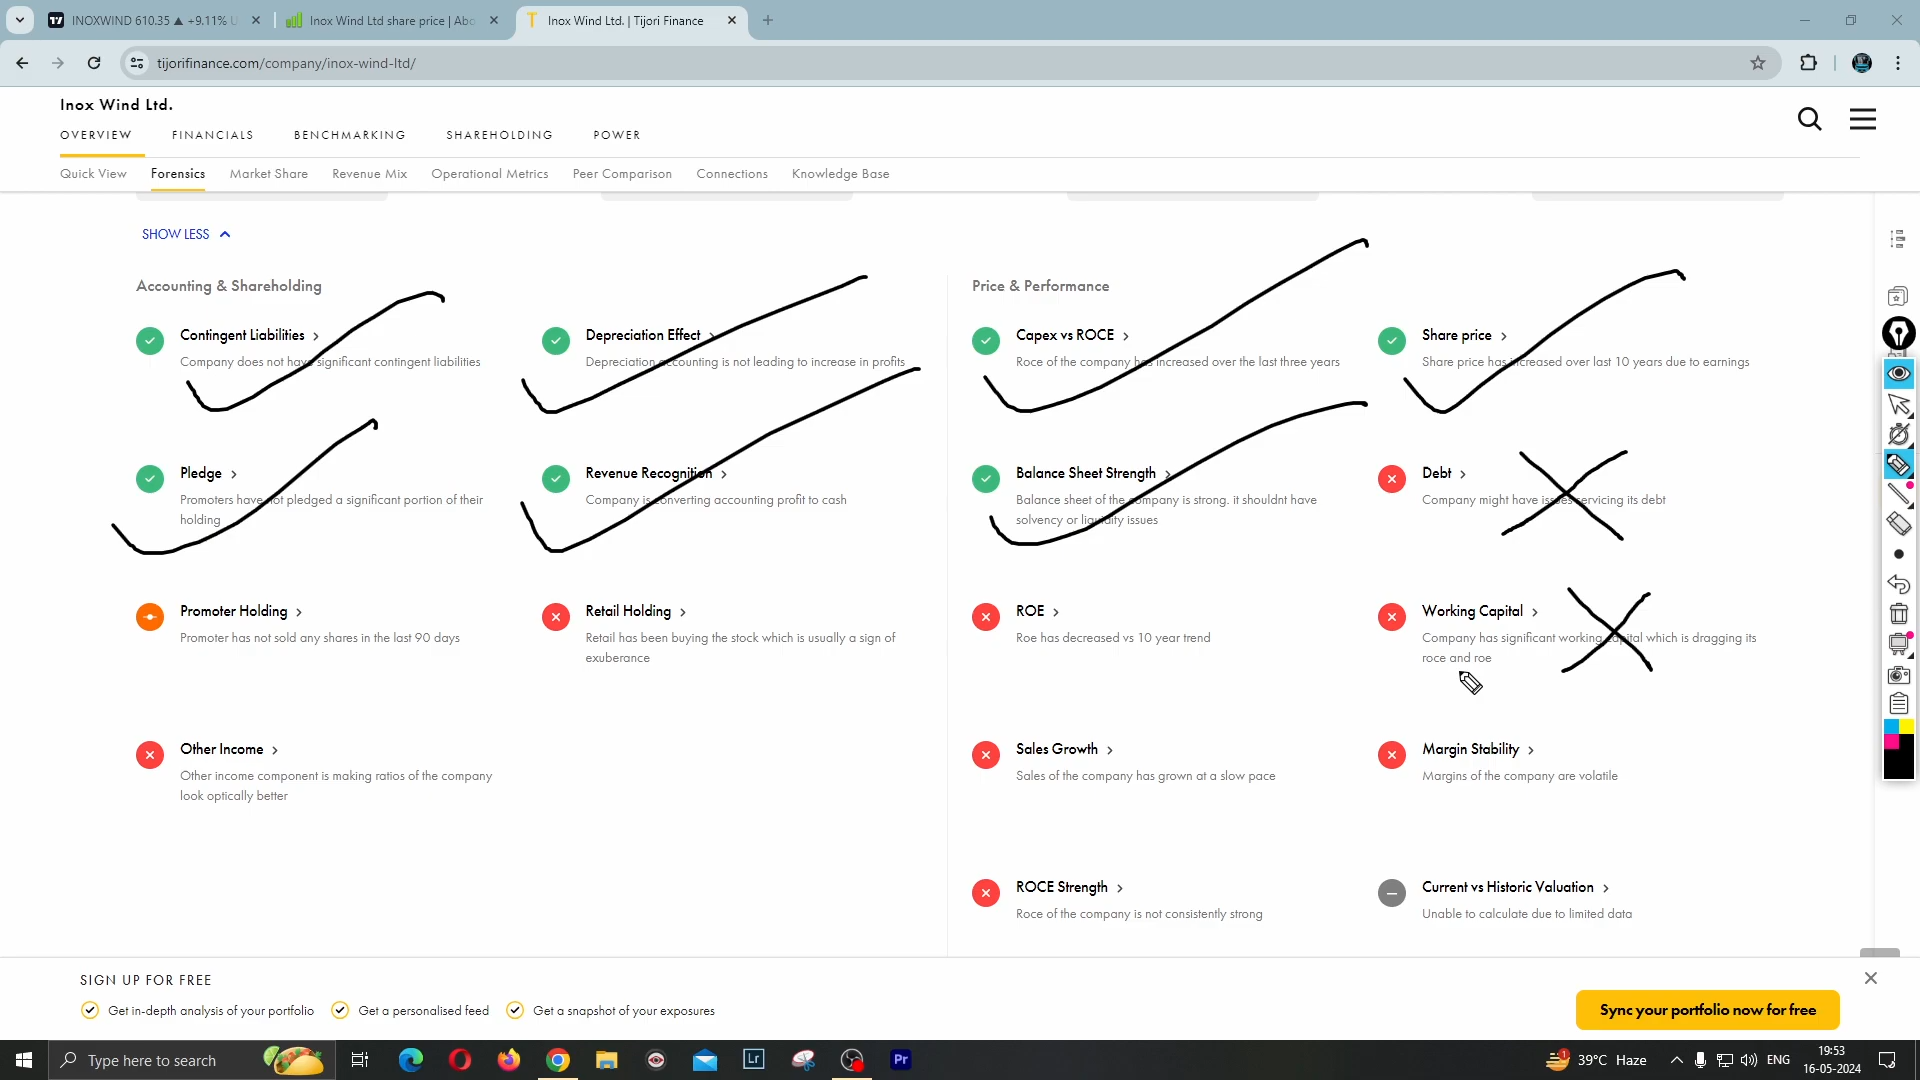 INOXWIND 610.35 ▲ +9.11% U
Inox Wind Ltd share price | Abo
Inox Wind Ltd. | Tijori Finance
tijorifinance.com/company/inox-wind-ltd/
Inox Wind Ltd.
OVERVIEW FINANCIALS BENCHMARKING SHAREHOLDING POWER
Quick View Forensics Market Share Revenue Mix Operational Metrics Peer Comparison Connections Knowledge Base
SHOW LESS
Accounting & Shareholding
Contingent Liabilities
Company does not have significant contingent liabilities
Depreciation Effect
Depreciation accounting is not leading to increase in profits
Pledge
Promoters have not pledged a significant portion of their
holding
Revenue Recognition
Company is converting accounting profit to cash
Promoter Holding
Promoter has not sold any shares in the last 90 days
Retail Holding
Retail has been buying the stock which is usually a sign of
exuberance
Other Income
Other income component is making ratios of the company
look optically better
Price & Performance
Capex vs ROCE
Roce of the company has increased over the last three years
Share price
Share price has increased over last 10 years due to earnings
Balance Sheet Strength
Balance sheet of the company is strong. it shouldnt have
solvency or liquidity issues
Debt
Company might have issues servicing its debt
ROE
Roe has decreased vs 10 year trend
Working Capital
Company has significant working capital which is dragging its
roce and roe
Sales Growth
Sales of the company has grown at a slow pace
Margin Stability
Margins of the company are volatile
ROCE Strength
Roce of the company is not consistently strong
Current vs Historic Valuation
Unable to calculate due to limited data
SIGN UP FOR FREE
Get in-depth analysis of your portfolio Get a personalised feed Get a snapshot of your exposures
Sync your portfolio now for free
Type here to search
Lrc
Pr
1
39°C Haze
ENG
19:53
16-05-2024